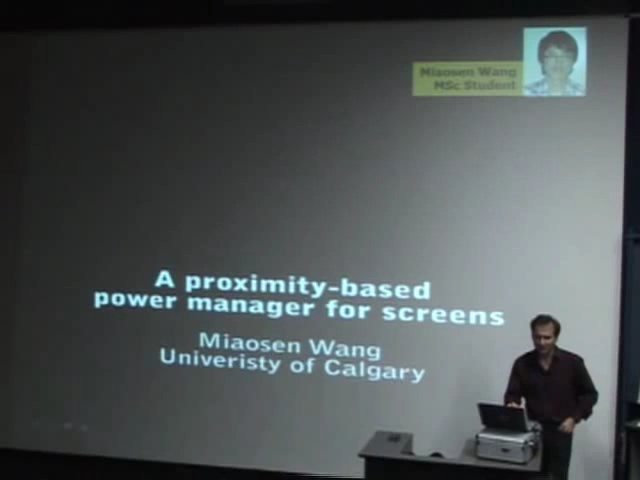 Miaosen Wang
MSc Student
A proximity-based
power manager for screens
Miaosen Wang
Univeristy of Calgary